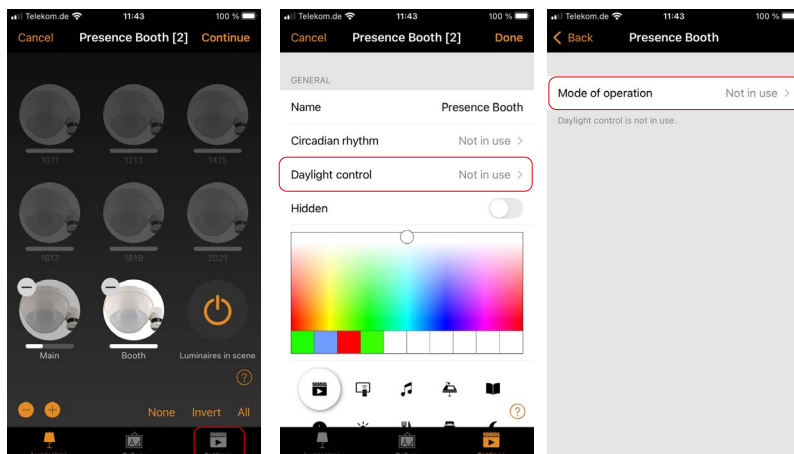 Telekom.de 11:43 100 %
Cancel Presence Booth [2] Continue
1011 1213 1415
1617 1819 2021
Main Booth Luminaires in scene
?
None Invert All
Telekom.de 11:43 100 %
Cancel Presence Booth [2] Done
GENERAL
Name Presence Booth
Circadian rhythm Not in use >
Daylight control Not in use >
Hidden
?
Telekom.de 11:43 100 %
< Back Presence Booth
Mode of operation Not in use >
Daylight control is not in use.